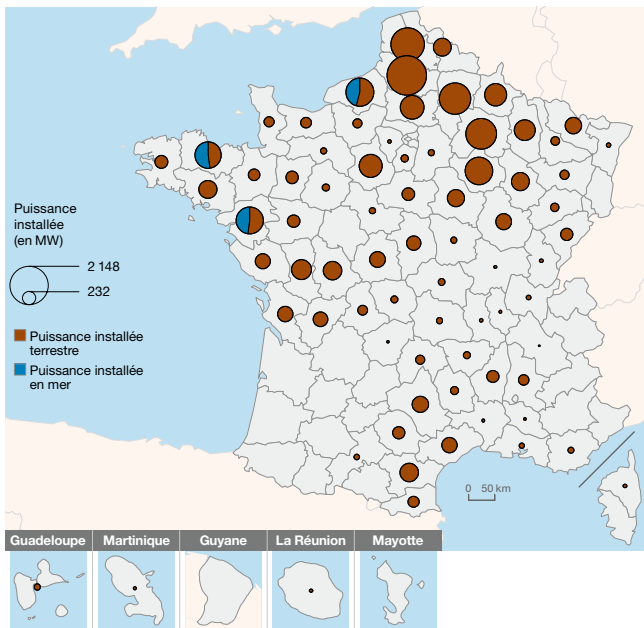 Puissance
installée
(en MW)
2 148
232
Puissance installée
terrestre
Puissance installée
en mer
0 50 km
Guadeloupe
Martinique
Guyane
La Réunion
Mayotte